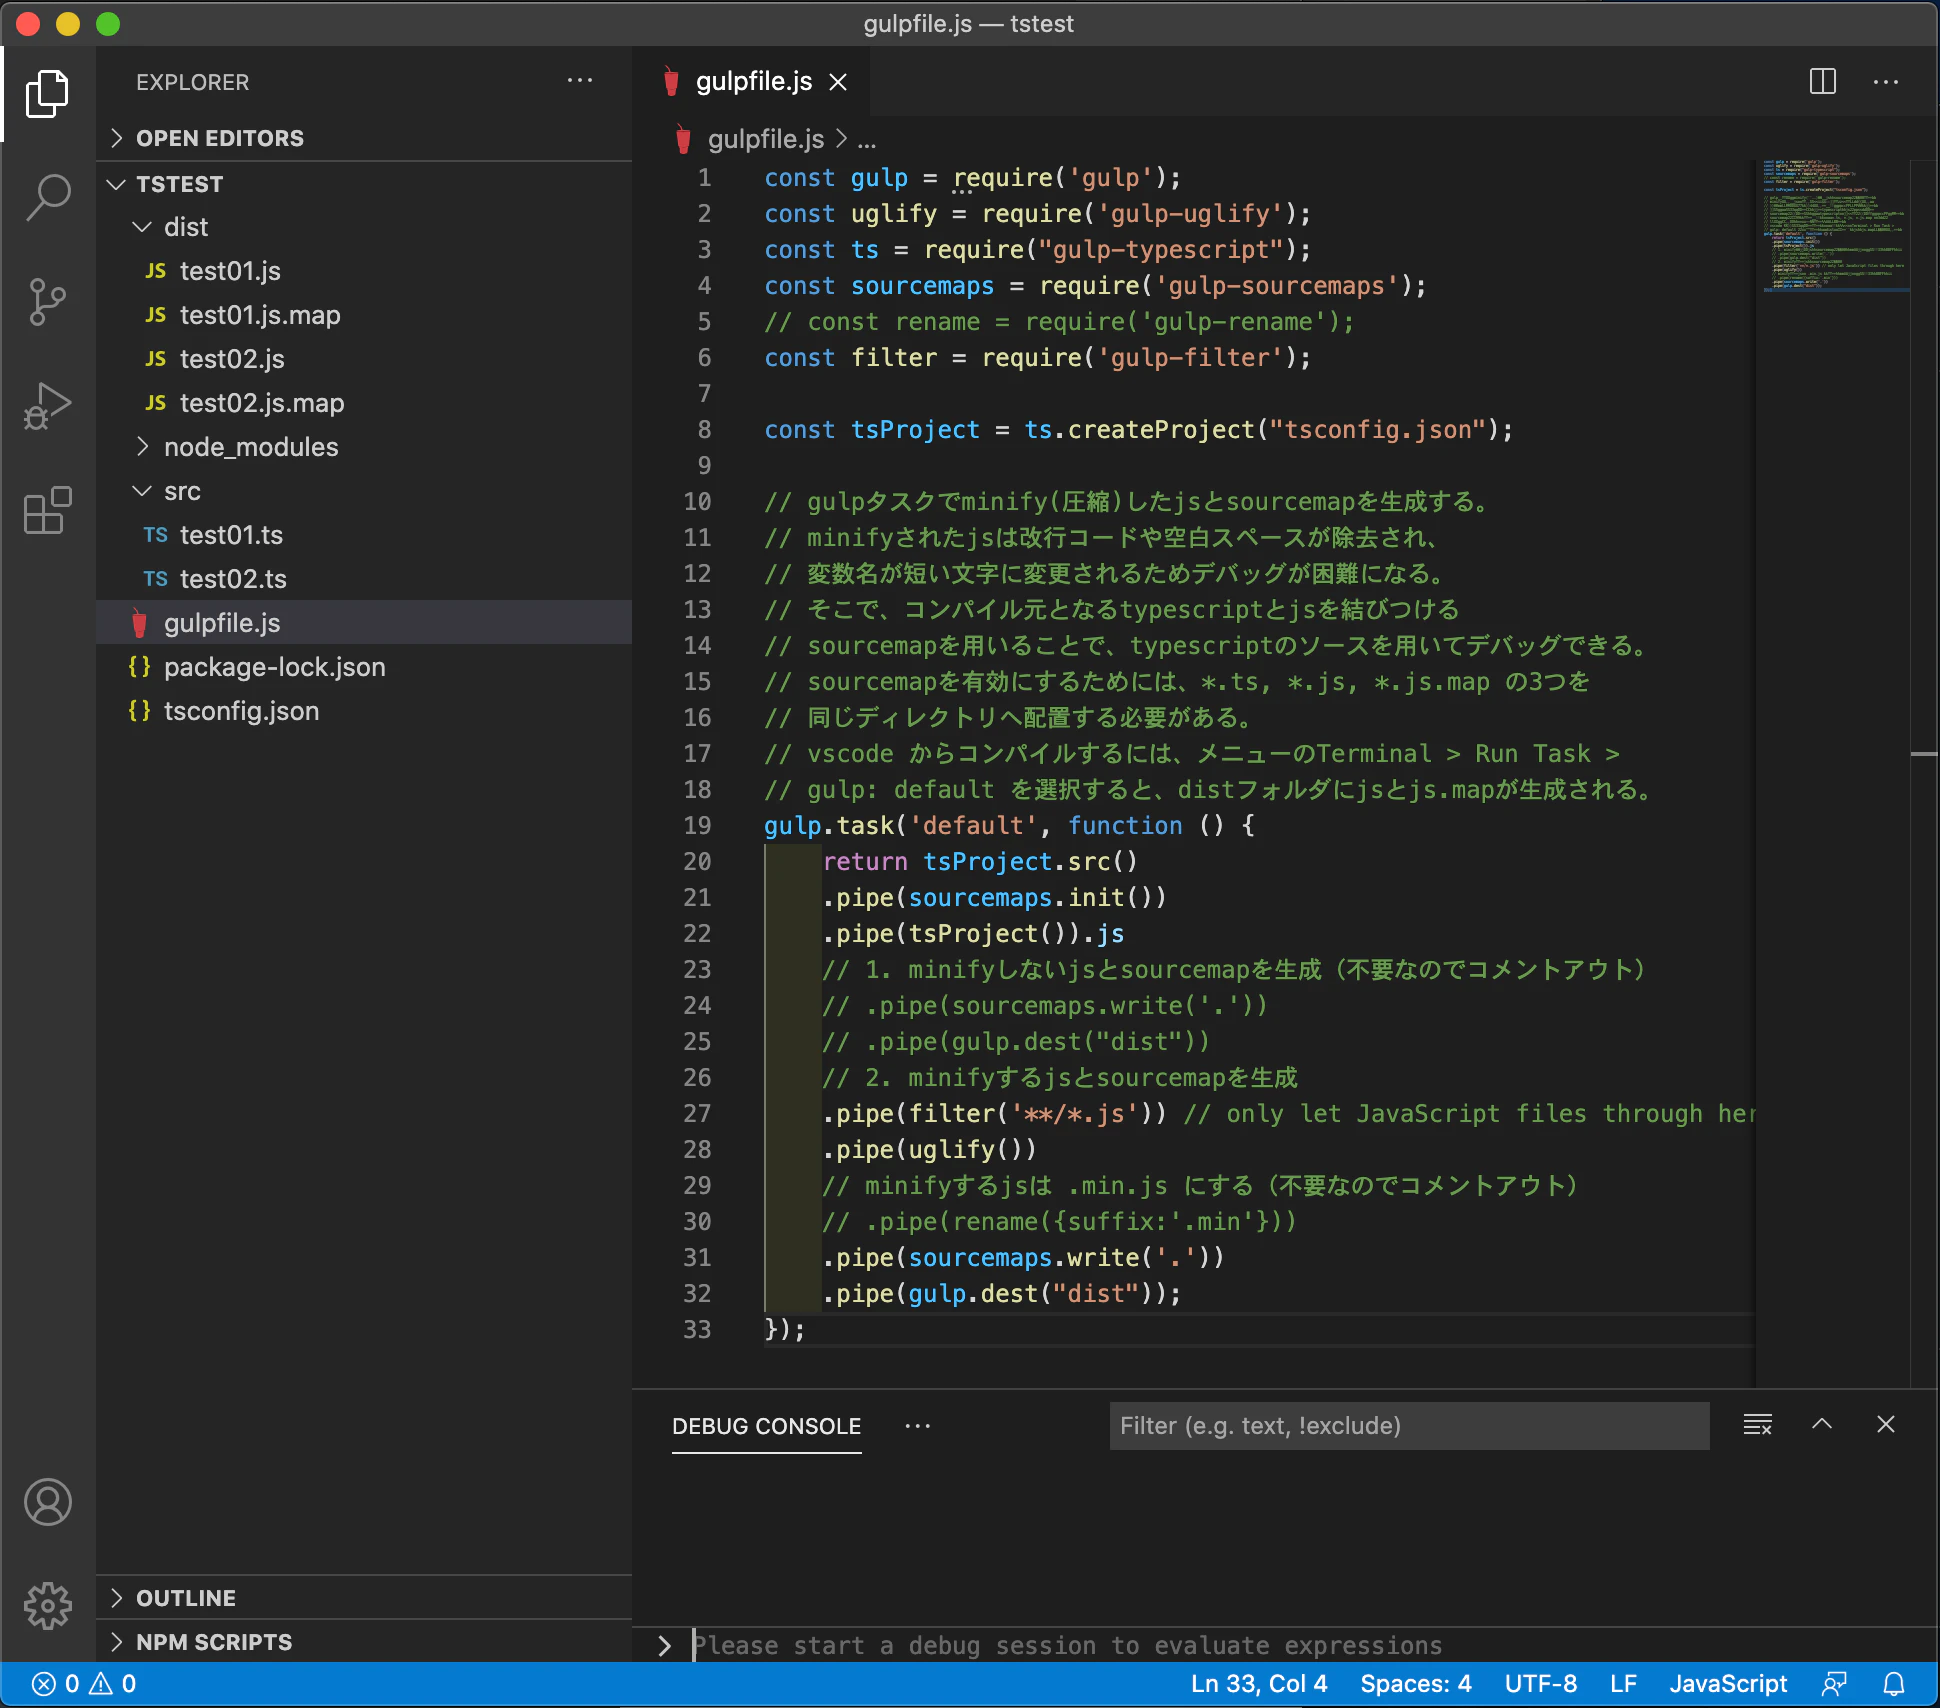 gulpfile.js — tstest
EXPLORER
OPEN EDITORS
TSTEST
dist
JS test01.js
JS test01.js.map
JS test02.js
JS test02.js.map
node_modules
src
TS test01.ts
TS test02.ts
gulpfile.js
{} package-lock.json
{} tsconfig.json
OUTLINE
NPM SCRIPTS
gulpfile.js
gulpfile.js > ...
1 const gulp = require('gulp');
2 const uglify = require('gulp-uglify');
3 const ts = require("gulp-typescript");
4 const sourcemaps = require('gulp-sourcemaps');
5 // const rename = require('gulp-rename');
6 const filter = require('gulp-filter');
7
8 const tsProject = ts.createProject("tsconfig.json");
9
10 // gulpタスクでminify(圧縮)したjsとsourcemapを生成する。
11 // minifyされたjsは改行コードや空白スペースが除去され、
12 // 変数名が短い文字に変更されるためデバッグが困難になる。
13 // そこで、コンパイル元となるtypescriptとjsを結びつける
14 // sourcemapを用いることで、typescriptのソースを用いてデバッグできる。
15 // sourcemapを有効にするためには、*.ts, *.js, *.js.map の3つを
16 // 同じディレクトリへ配置する必要がある。
17 // vscode からコンパイルするには、メニューのTerminal > Run Task >
18 // gulp: default を選択すると、distフォルダにjsとjs.mapが生成される。
19 gulp.task('default', function () {
20 return tsProject.src()
21 .pipe(sourcemaps.init())
22 .pipe(tsProject()).js
23 // 1. minifyしないjsとsourcemapを生成（不要なのでコメントアウト）
24 // .pipe(sourcemaps.write('.'))
25 // .pipe(gulp.dest("dist"))
26 // 2. minifyするjsとsourcemapを生成
27 .pipe(filter('**/*.js')) // only let JavaScript files through her
28 .pipe(uglify())
29 // minifyするjsは .min.js にする（不要なのでコメントアウト）
30 // .pipe(rename({suffix:'.min'}))
31 .pipe(sourcemaps.write('.'))
32 .pipe(gulp.dest("dist"));
33 });
DEBUG CONSOLE
Filter (e.g. text, !exclude)
Please start a debug session to evaluate expressions
0 0
Ln 33, Col 4 Spaces: 4 UTF-8 LF JavaScript